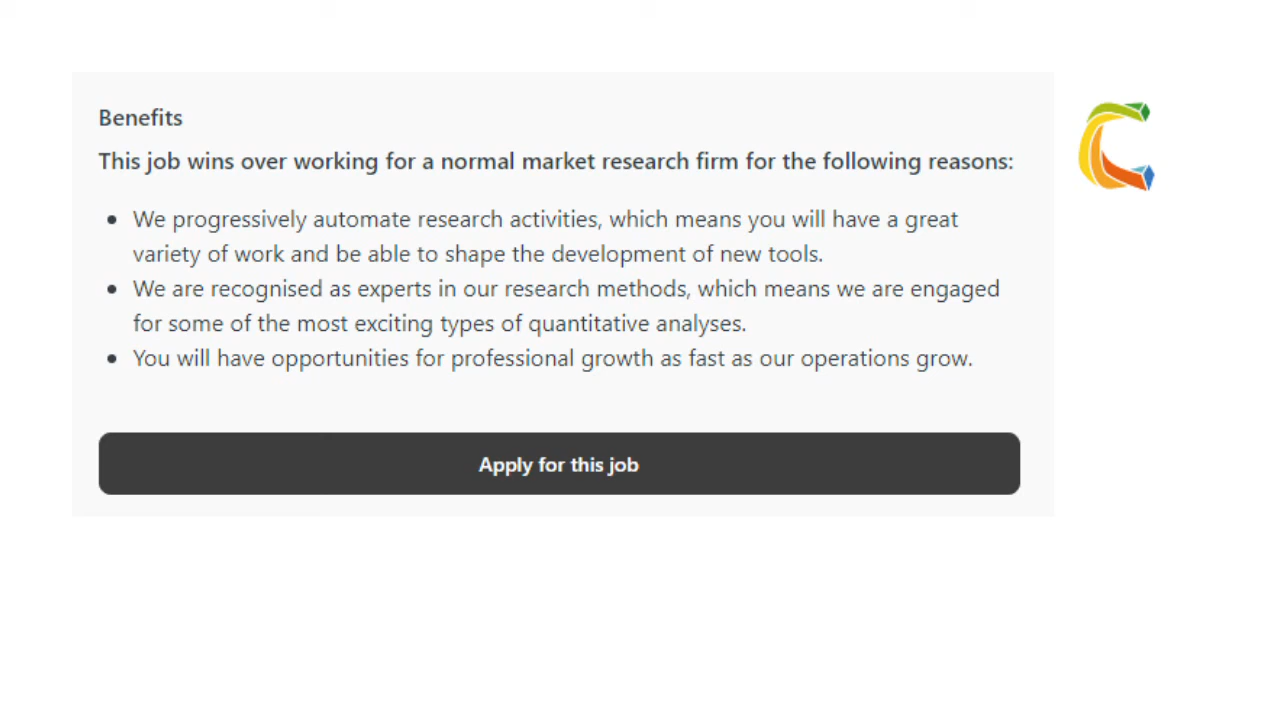 Benefits
This job wins over working for a normal market research firm for the following reasons:
We progressively automate research activities, which means you will have a great
variety of work and be able to shape the development of new tools.
We are recognised as experts in our research methods, which means we are engaged
for some of the most exciting types of quantitative analyses.
You will have opportunities for professional growth as fast as our operations grow.
Apply for this job